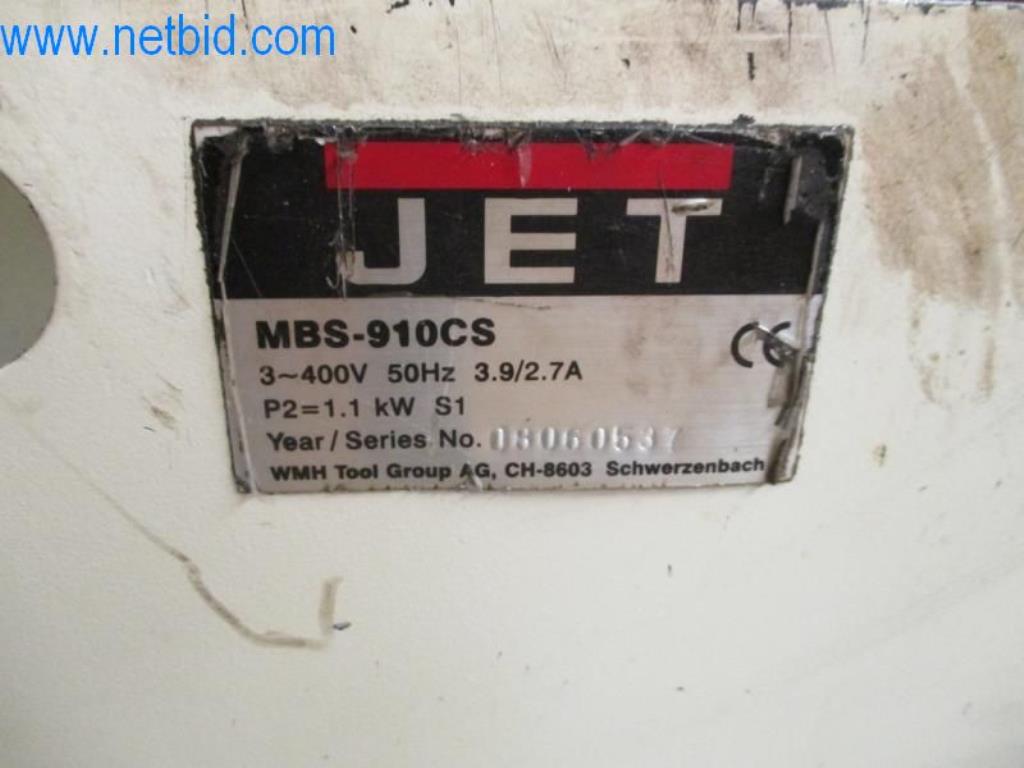 www.netbid.com
JET
MBS-910CS
CE
3~400V 50Hz 3.9/2.7A
P2=1.1 kW S1
Year / Series No. 08060537
WMH Tool Group AG, CH-8603 Schwerzenbach